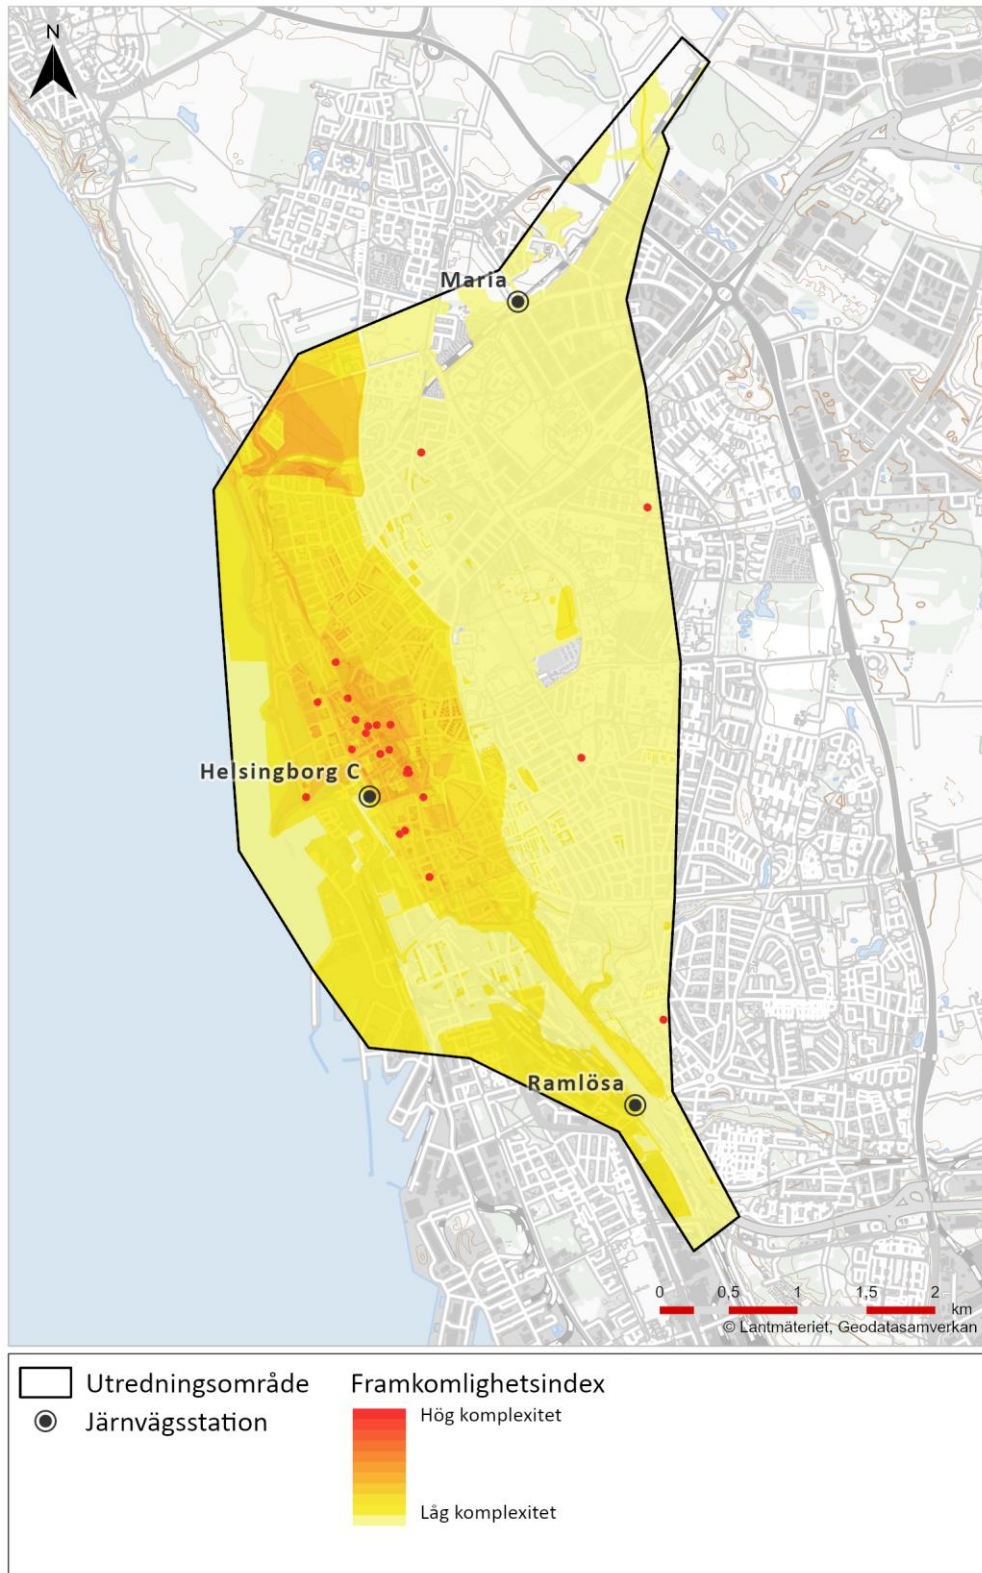 N
Maria
Helsingborg C
Ramlösa
0 0,5 1 1,5 2
km
© Lantmäteriet, Geodatasamverkan
Utredningsområde
Järnvägsstation
Framkomlighetsindex
Hög komplexitet
Låg komplexitet